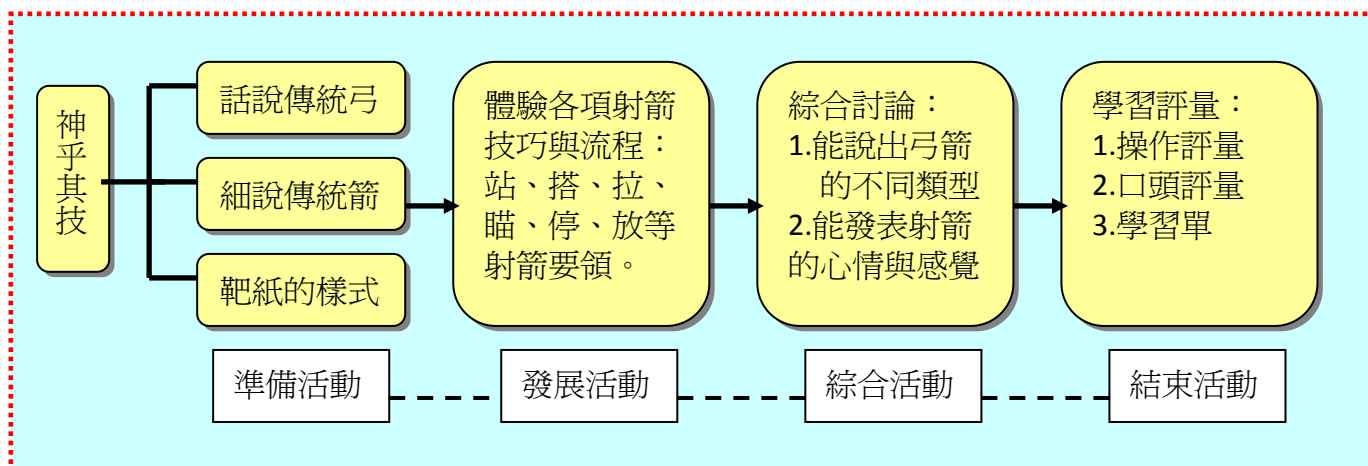 神乎其技
話說傳統弓
細說傳統箭
靶紙的樣式
體驗各項射箭
技巧與流程：
站、搭、拉、
瞄、停、放等
射箭要領。
綜合討論：
1.能說出弓箭
的不同類型
2.能發表射箭
的心情與感覺
學習評量：
1.操作評量
2.口頭評量
3.學習單
準備活動
發展活動
綜合活動
結束活動